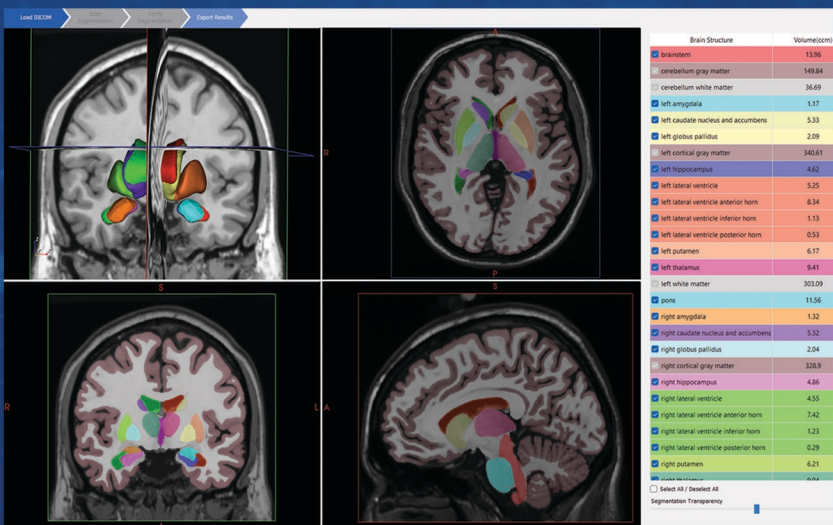 Load DICOM
Start Segmentation
Verify Segmentation
Export Results
A
R
P
S
R
L
S
A
Brain Structure Volume(ccm)
brainstem 13.96
cerebellum gray matter 149.84
cerebellum white matter 36.69
left amygdala 1.17
left caudate nucleus and accumbens 5.33
left globus pallidus 2.09
left cortical gray matter 340.61
left hippocampus 4.62
left lateral ventricle 5.25
left lateral ventricle anterior horn 8.34
left lateral ventricle inferior horn 1.13
left lateral ventricle posterior horn 0.53
left putamen 6.17
left thalamus 9.41
left white matter 303.09
pons 11.56
right amygdala 1.32
right caudate nucleus and accumbens 5.32
right globus pallidus 2.04
right cortical gray matter 328.9
right hippocampus 4.86
right lateral ventricle 4.55
right lateral ventricle anterior horn 7.42
right lateral ventricle inferior horn 1.23
right lateral ventricle posterior horn 0.29
right putamen 6.21
right thalamus
Select All / Deselect All
Segmentation Transparency